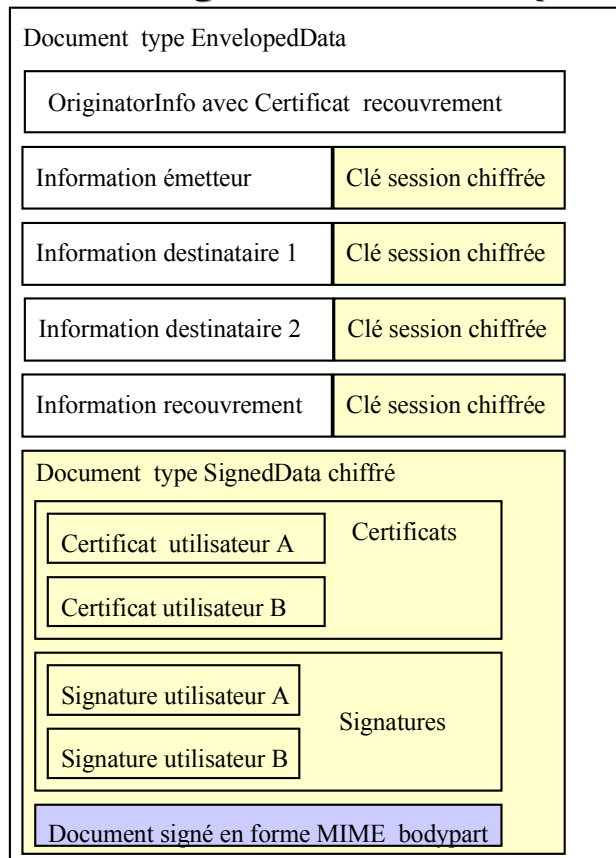 Document type EnvelopedData
OriginatorInfo avec Certificat recouvrement
Information émetteur
Clé session chiffrée
Information destinataire 1
Clé session chiffrée
Information destinataire 2
Clé session chiffrée
Information recouvrement
Clé session chiffrée
Document type SignedData chiffré
Certificats
Certificat utilisateur A
Certificat utilisateur B
Signature utilisateur A
Signatures
Signature utilisateur B
Document signé en forme MIME bodypart